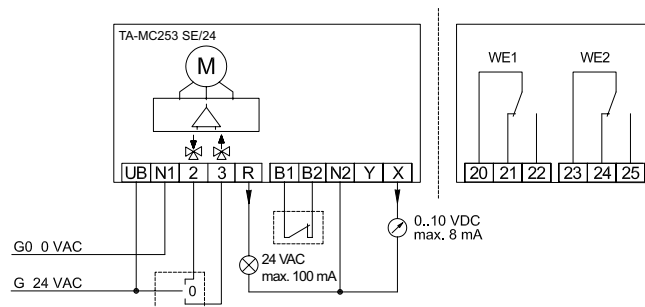 TA-MC253 SE/24
M
UB N1 2 3 R B1 B2 N2 Y X
WE1 WE2
20 21 22 23 24 25
0..10 VDC
max. 8 mA
G0 0 VAC
24 VAC
max. 100 mA
G 24 VAC
0